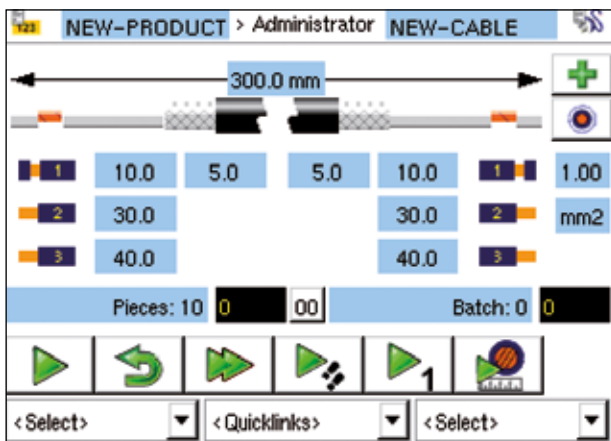 123 NEW-PRODUCT > Administrator NEW-CABLE
300.0 mm
1 10.0 5.0 5.0 10.0 1 1.00
2 30.0 30.0 2 mm2
3 40.0 40.0 3
Pieces: 10 0 00 Batch: 0 0
1
<Select> <Quicklinks> <Select>